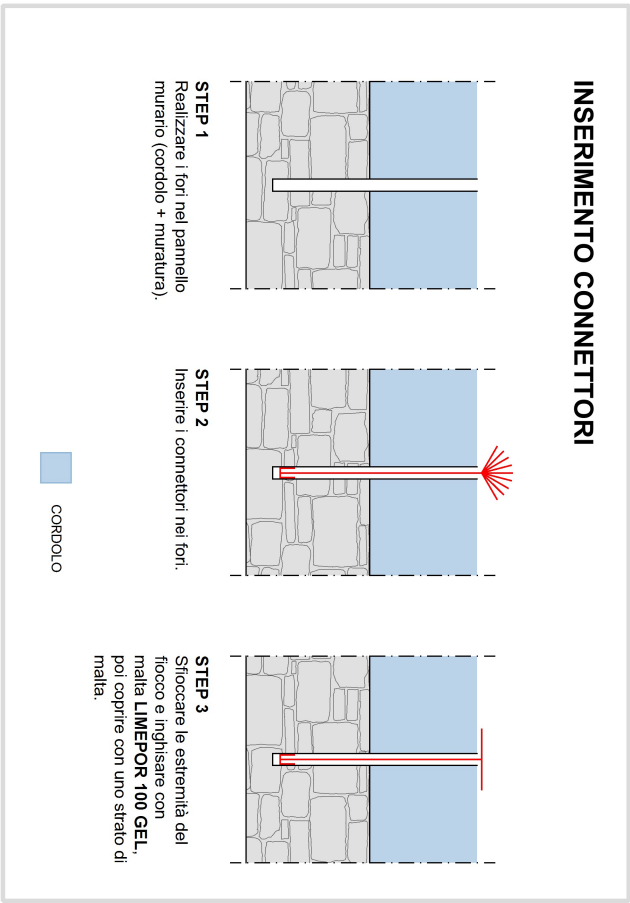 INSERIMENTO CONNETTORI
STEP 1
Realizzare i fori nel pannello
murario (cordolo + muratura).
STEP 2
Inserire i connettori nei fori.
STEP 3
Sfioccare le estremità del
fiocco e inghisare con
malta LIMEPOR 100 GEL,
poi coprire con uno strato di
malta.
CORDOLO